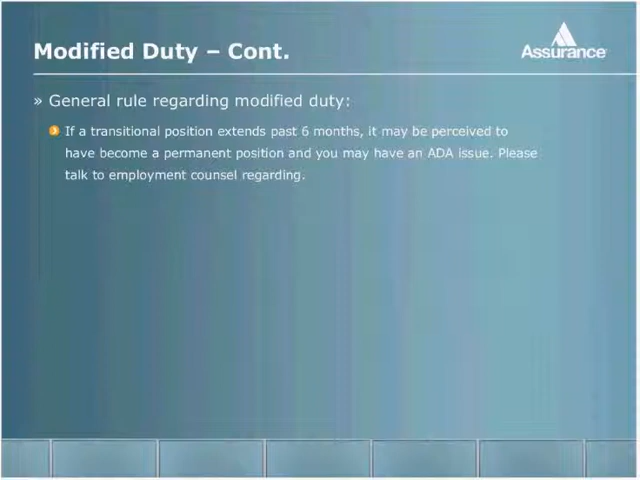 Modified Duty – Cont.
Assurance
» General rule regarding modified duty:
If a transitional position extends past 6 months, it may be perceived to
have become a permanent position and you may have an ADA issue. Please
talk to employment counsel regarding.